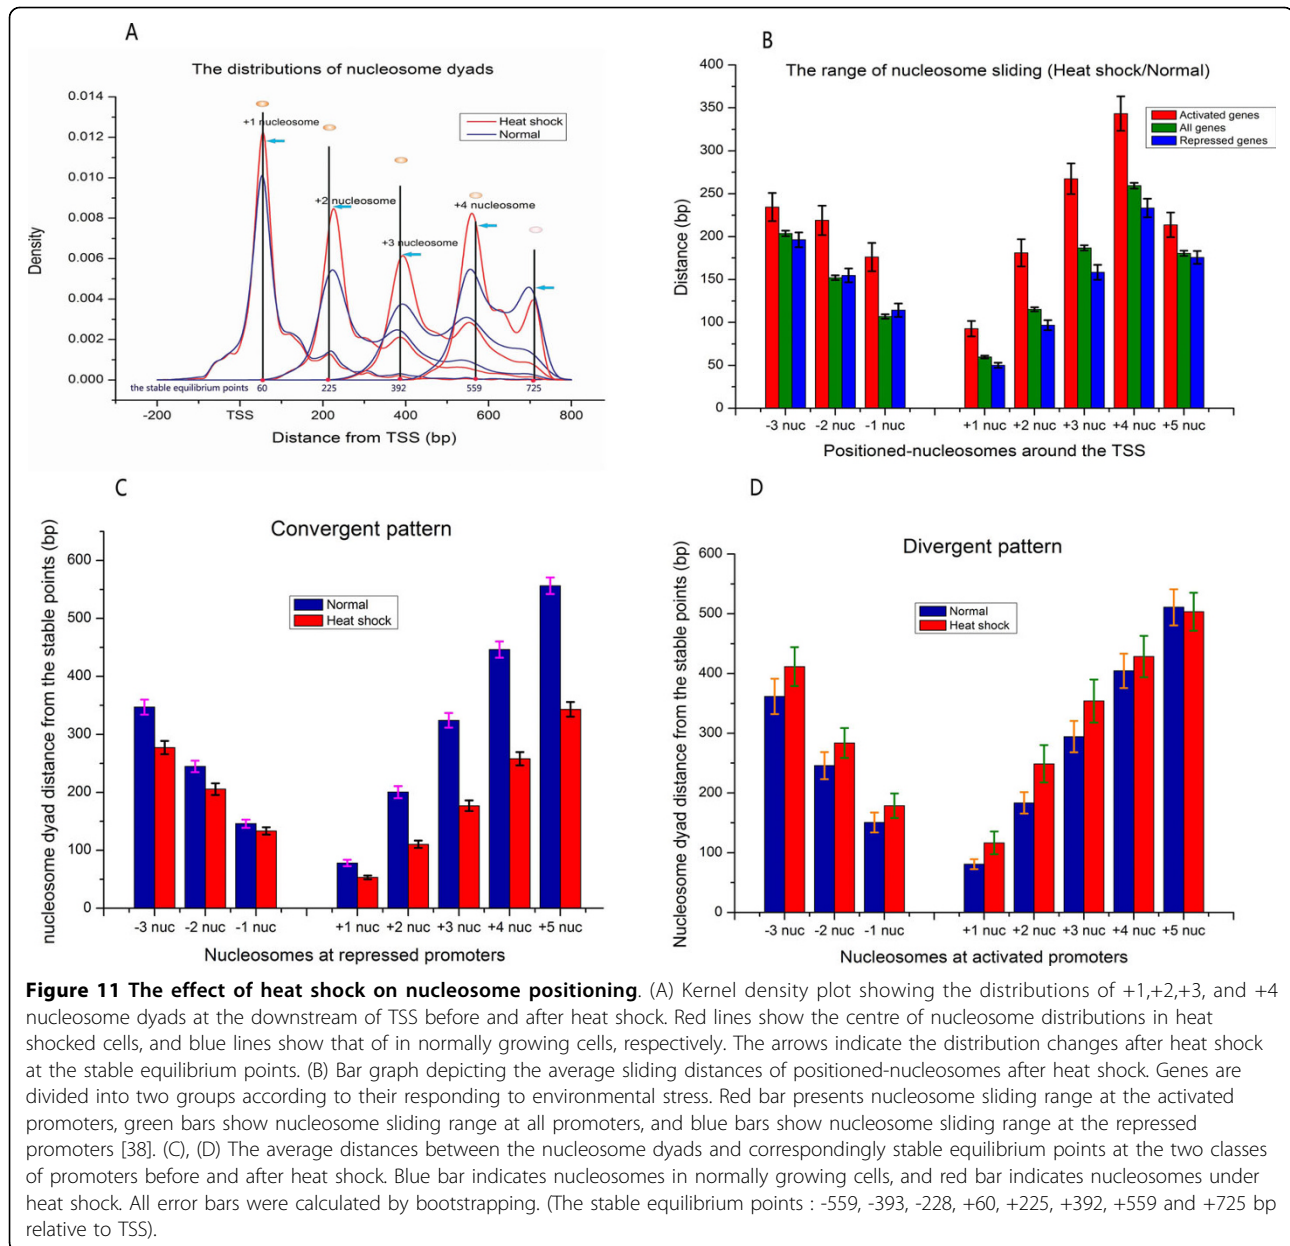 A
The distributions of nucleosome dyads
0.014
0.012
0.010
0.008
0.006
0.004
0.002
0.000
Density
+1 nucleosome
+2 nucleosome
+3 nucleosome
+4 nucleosome
Heat shock
Normal
the stable equilibrium points
60
225
392
559
725
-200
TSS
200
400
600
800
Distance from TSS (bp)
B
The range of nucleosome sliding (Heat shock/Normal)
400
350
300
250
200
150
100
50
0
Distance (bp)
Activated genes
All genes
Repressed genes
-3 nuc
-2 nuc
-1 nuc
+1 nuc
+2 nuc
+3 nuc
+4 nuc
+5 nuc
Positioned-nucleosomes around the TSS
C
Convergent pattern
600
500
400
300
200
100
0
nucleosome dyad distance from the stable points (bp)
Normal
Heat shock
-3 nuc
-2 nuc
-1 nuc
+1 nuc
+2 nuc
+3 nuc
+4 nuc
+5 nuc
Nucleosomes at repressed promoters
D
Divergent pattern
600
500
400
300
200
100
0
Nucleosome dyad distance from the stable points (bp)
Normal
Heat shock
-3 nuc
-2 nuc
-1 nuc
+1 nuc
+2 nuc
+3 nuc
+4 nuc
+5 nuc
Nucleosomes at activated promoters
Figure 11 The effect of heat shock on nucleosome positioning. (A) Kernel density plot showing the distributions of +1,+2,+3, and +4
nucleosome dyads at the downstream of TSS before and after heat shock. Red lines show the centre of nucleosome distributions in heat
shocked cells, and blue lines show that of in normally growing cells, respectively. The arrows indicate the distribution changes after heat shock
at the stable equilibrium points. (B) Bar graph depicting the average sliding distances of positioned-nucleosomes after heat shock. Genes are
divided into two groups according to their responding to environmental stress. Red bar presents nucleosome sliding range at the activated
promoters, green bars show nucleosome sliding range at all promoters, and blue bars show nucleosome sliding range at the repressed
promoters [38]. (C), (D) The average distances between the nucleosome dyads and correspondingly stable equilibrium points at the two classes
of promoters before and after heat shock. Blue bar indicates nucleosomes in normally growing cells, and red bar indicates nucleosomes under
heat shock. All error bars were calculated by bootstrapping. (The stable equilibrium points : -559, -393, -228, +60, +225, +392, +559 and +725 bp
relative to TSS).